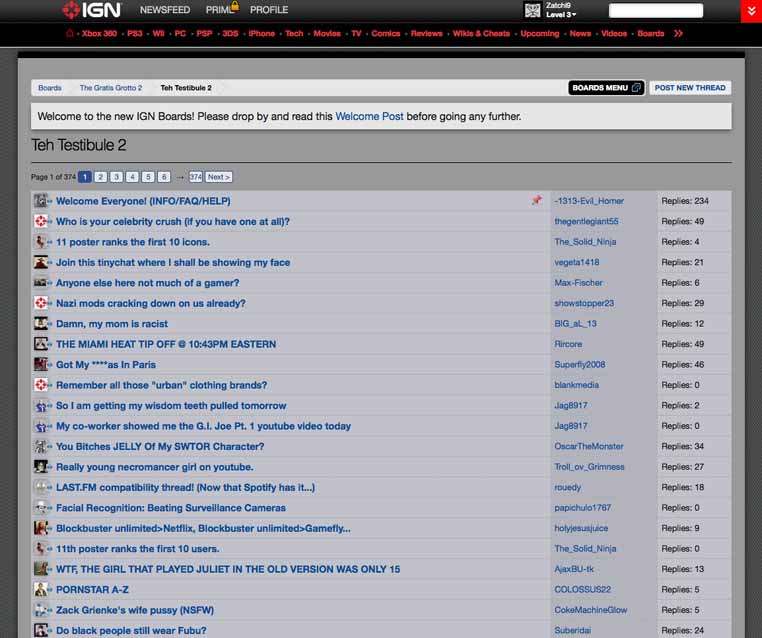 IGN NEWSFEED PRIME PROFILE Zatchi9
Level 3
Xbox 360 • PS3 • Wii • PC • PSP • 3DS • iPhone • Tech • Movies • TV • Comics • Reviews • Wikis & Cheats • Upcoming • News • Videos • Boards
Boards The Gratis Grotto 2 Teh Testibule 2 BOARDS MENU POST NEW THREAD
Welcome to the new IGN Boards! Please drop by and read this Welcome Post before going any further.
Teh Testibule 2
Page 1 of 374 1 2 3 4 5 6 → 374 Next >
Welcome Everyone! (INFO/FAQ/HELP) -1313-Evil_Homer Replies: 234
Who is your celebrity crush (if you have one at all)? thegentlegiant55 Replies: 49
11 poster ranks the first 10 icons. The_Solid_Ninja Replies: 4
Join this tinychat where I shall be showing my face vegeta1418 Replies: 21
Anyone else here not much of a gamer? Max-Fischer Replies: 6
Nazi mods cracking down on us already? showstopper23 Replies: 29
Damn, my mom is racist BIG_aL_13 Replies: 12
THE MIAMI HEAT TIP OFF @ 10:43PM EASTERN Rircore Replies: 49
Got My ****as In Paris Superfly2008 Replies: 46
Remember all those "urban" clothing brands? blankmedia Replies: 0
So I am getting my wisdom teeth pulled tomorrow Jag8917 Replies: 2
My co-worker showed me the G.I. Joe Pt. 1 youtube video today Jag8917 Replies: 0
You Bitches JELLY Of My SWTOR Character? OscarTheMonster Replies: 34
Really young necromancer girl on youtube. Troll_ov_Grimness Replies: 27
LAST.FM compatibility thread! (Now that Spotify has it...) rouedy Replies: 18
Facial Recognition: Beating Surveillance Cameras papichulo1767 Replies: 0
Blockbuster unlimited>Netflix, Blockbuster unlimited>Gamefly... holyjesusjuice Replies: 9
11th poster ranks the first 10 users. The_Solid_Ninja Replies: 0
WTF, THE GIRL THAT PLAYED JULIET IN THE OLD VERSION WAS ONLY 15 AjaxBU-tk Replies: 13
PORNSTAR A-Z COLOSSUS22 Replies: 5
Zack Grienke's wife pussy (NSFW) CokeMachineGlow Replies: 5
Do black people still wear Fubu? Suberidai Replies: 24